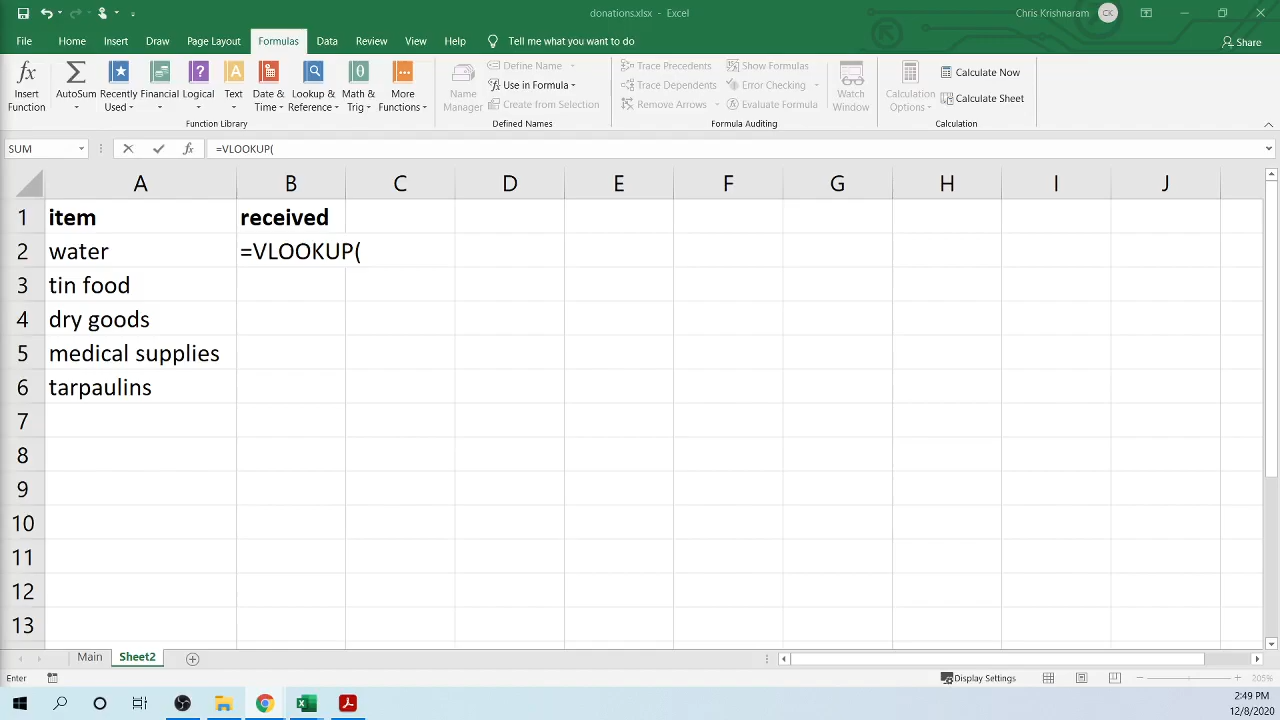 donations.xlsx - Excel
Chris Krishnaram CK
File Home Insert Draw Page Layout Formulas Data Review View Help Tell me what you want to do Share
fx Insert Function
AutoSum
Recently Used
Financial
Logical
Text
Date & Time
Lookup & Reference
Math & Trig
More Functions
Function Library
Name Manager
Define Name
Use in Formula
Create from Selection
Defined Names
Trace Precedents
Trace Dependents
Remove Arrows
Show Formulas
Error Checking
Evaluate Formula
Formula Auditing
Watch Window
Calculation Options
Calculate Now
Calculate Sheet
Calculation
SUM fx =VLOOKUP(
A B C D E F G H I J
1 item received
2 water =VLOOKUP(
3 tin food
4 dry goods
5 medical supplies
6 tarpaulins
7
8
9
10
11
12
13
Main Sheet2
Enter Display Settings 205%
2:49 PM
12/8/2020